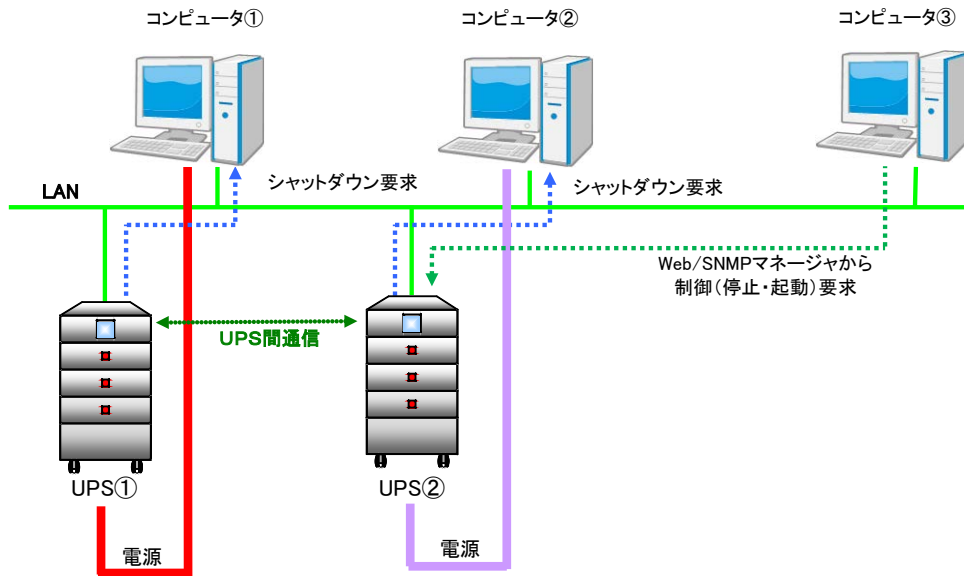 コンピュータ①
コンピュータ②
コンピュータ③
シャットダウン要求
シャットダウン要求
LAN
Web/SNMPマネージャから
制御(停止・起動)要求
UPS間通信
UPS①
UPS②
電源
電源